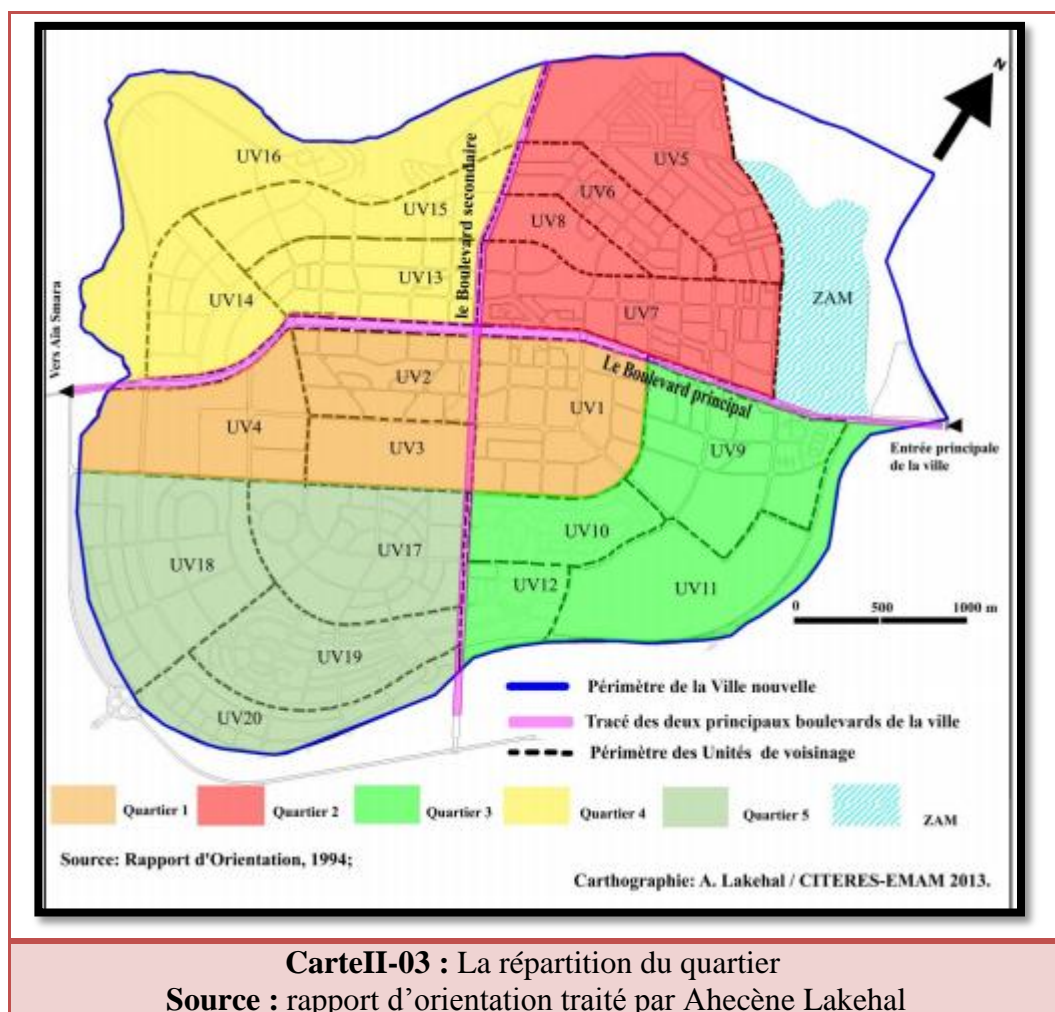 N
UV16
UV5
le Boulevard secondaire
UV6
UV15
UV8
UV13
UV14
ZAM
UV7
Vers Ain Smara
Le Boulevard principal
UV2
UV1
UV4
UV3
UV9
Entrée principale
de la ville
UV10
UV17
UV18
UV12
UV11
0 500 1000 m
UV19
UV20
Périmètre de la Ville nouvelle
Tracé des deux principaux boulevards de la ville
Périmètre des Unités de voisinage
Quartier 1 Quartier 2 Quartier 3 Quartier 4 Quartier 5 ZAM
Source: Rapport d'Orientation, 1994;
Carthographie: A. Lakehal / CITERES-EMAM 2013.
CarteII-03 : La répartition du quartier
Source : rapport d'orientation traité par Ahecène Lakehal